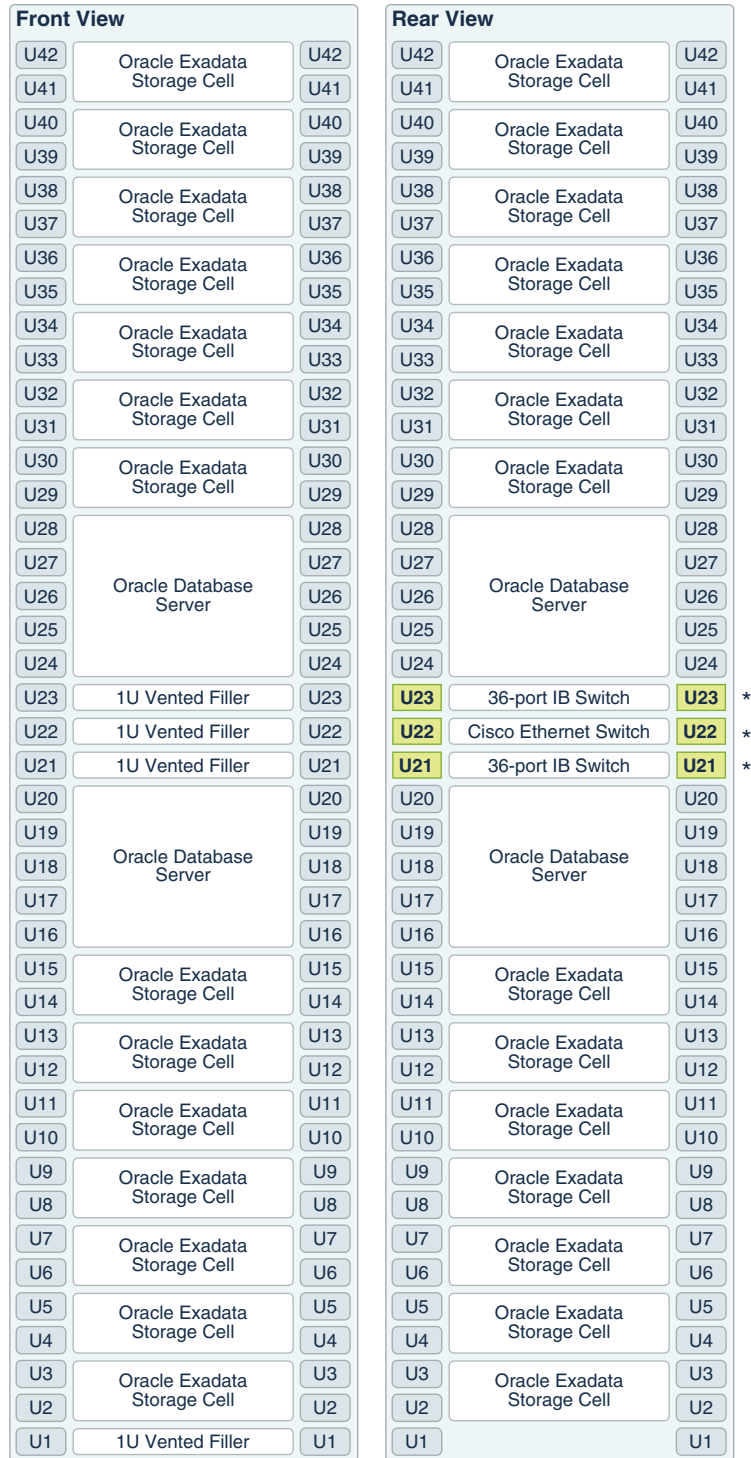 Front View
U42 Oracle Exadata U42
U41 Storage Cell U41
U40 Oracle Exadata U40
U39 Storage Cell U39
U38 Oracle Exadata U38
U37 Storage Cell U37
U36 Oracle Exadata U36
U35 Storage Cell U35
U34 Oracle Exadata U34
U33 Storage Cell U33
U32 Oracle Exadata U32
U31 Storage Cell U31
U30 Oracle Exadata U30
U29 Storage Cell U29
U28 U28
U27 U27
U26 Oracle Database U26
Server
U25 U25
U24 U24
U23 1U Vented Filler U23
U22 1U Vented Filler U22
U21 1U Vented Filler U21
U20 U20
U19 U19
U18 Oracle Database U18
Server
U17 U17
U16 U16
U15 Oracle Exadata U15
U14 Storage Cell U14
U13 Oracle Exadata U13
U12 Storage Cell U12
U11 Oracle Exadata U11
U10 Storage Cell U10
U9 Oracle Exadata U9
U8 Storage Cell U8
U7 Oracle Exadata U7
U6 Storage Cell U6
U5 Oracle Exadata U5
U4 Storage Cell U4
U3 Oracle Exadata U3
U2 Storage Cell U2
U1 1U Vented Filler U1
Rear View
U42 Oracle Exadata U42
U41 Storage Cell U41
U40 Oracle Exadata U40
U39 Storage Cell U39
U38 Oracle Exadata U38
U37 Storage Cell U37
U36 Oracle Exadata U36
U35 Storage Cell U35
U34 Oracle Exadata U34
U33 Storage Cell U33
U32 Oracle Exadata U32
U31 Storage Cell U31
U30 Oracle Exadata U30
U29 Storage Cell U29
U28 U28
U27 U27
U26 Oracle Database U26
Server
U25 U25
U24 U24
U23 36-port IB Switch U23 *
U22 Cisco Ethernet Switch U22 *
U21 36-port IB Switch U21 *
U20 U20
U19 U19
U18 Oracle Database U18
Server
U17 U17
U16 U16
U15 Oracle Exadata U15
U14 Storage Cell U14
U13 Oracle Exadata U13
U12 Storage Cell U12
U11 Oracle Exadata U11
U10 Storage Cell U10
U9 Oracle Exadata U9
U8 Storage Cell U8
U7 Oracle Exadata U7
U6 Storage Cell U6
U5 Oracle Exadata U5
U4 Storage Cell U4
U3 Oracle Exadata U3
U2 Storage Cell U2
U1 U1